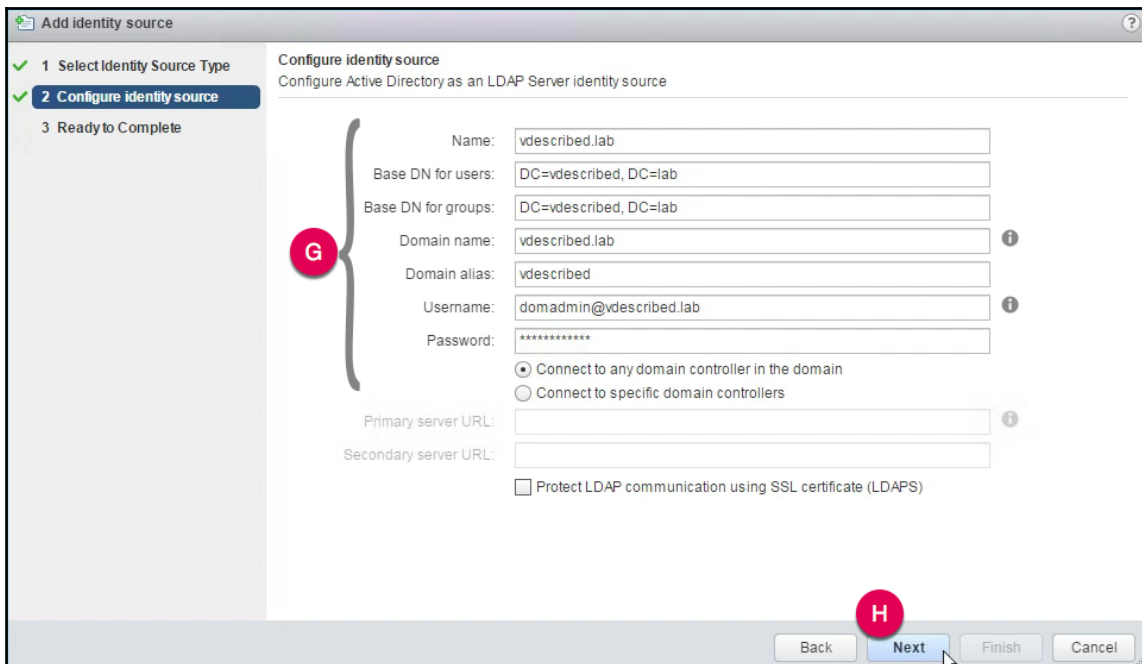 Add identity source
?
1 Select Identity Source Type
2 Configure identity source
3 Ready to Complete
Configure identity source
Configure Active Directory as an LDAP Server identity source
G
Name: vdescribed.lab
Base DN for users: DC=vdescribed, DC=lab
Base DN for groups: DC=vdescribed, DC=lab
Domain name: vdescribed.lab
Domain alias: vdescribed
Username: domadmin@vdescribed.lab
Password: ************
Connect to any domain controller in the domain
Connect to specific domain controllers
Primary server URL:
Secondary server URL:
Protect LDAP communication using SSL certificate (LDAPS)
H
Back Next Finish Cancel